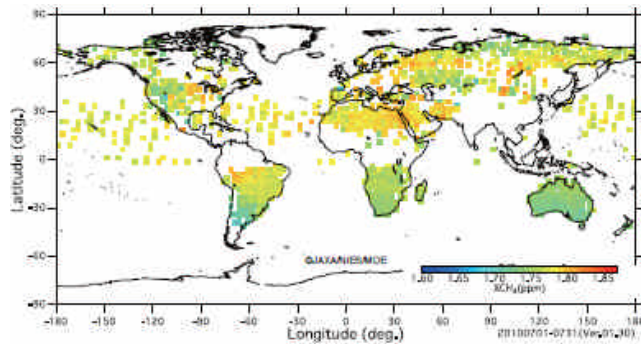 90
60
30
0
-30
-60
-90
Latitude (deg.)
©JAXA/NIES/MOE
1.60 1.65 1.70 1.75 1.80 1.85
XCH4(ppm)
-180 -150 -120 -90 -60 -30 0 30 60 90 120 150 180
Longitude (deg.)
20100701-0731(Ver.01.30)